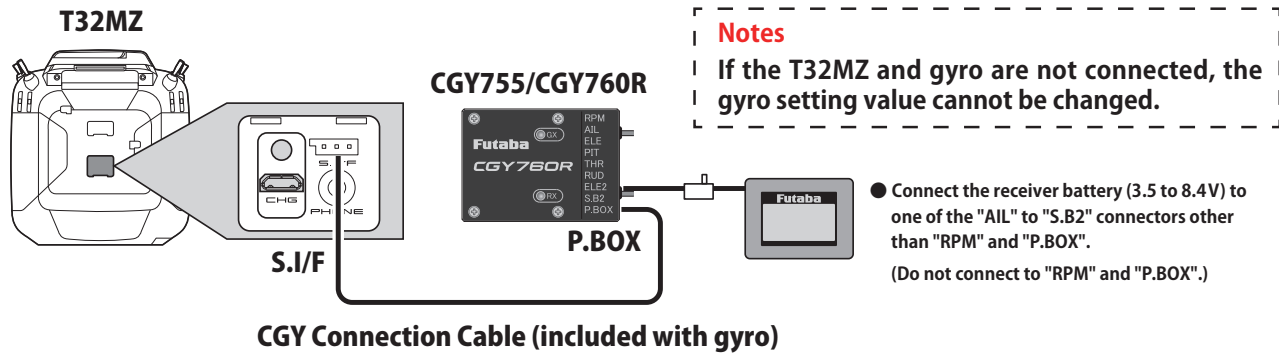 T32MZ
CGY755/CGY760R
Notes
If the T32MZ and gyro are not connected, the
gyro setting value cannot be changed.
CHG
S.I/F
PHONE
Futaba
GX
CGY760R
RX
RPM
AIL
ELE
PIT
THR
RUD
ELE2
S.B2
P.BOX
Futaba
● Connect the receiver battery (3.5 to 8.4V) to
one of the "AIL" to "S.B2" connectors other
than "RPM" and "P.BOX".
(Do not connect to "RPM" and "P.BOX".)
S.I/F
P.BOX
CGY Connection Cable (included with gyro)